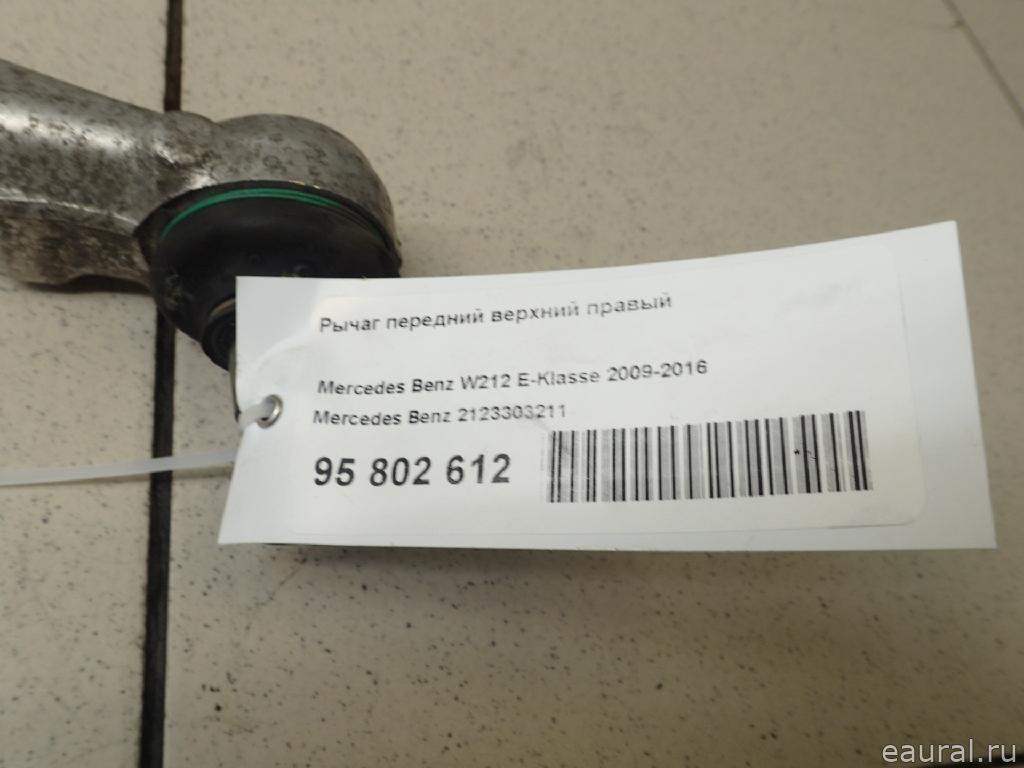 Рычаг передний верхний правый
Mercedes Benz W212 E-Klasse 2009-2016
Mercedes Benz 2123303211
95 802 612
eaural.ru